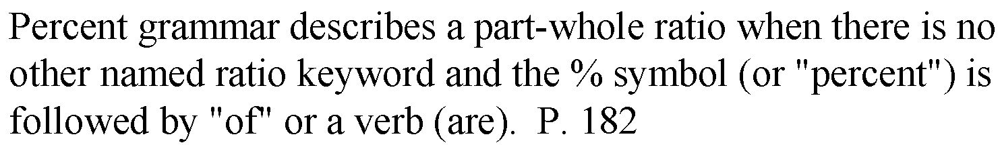 Percent grammar describes a part-whole ratio when there is no
other named ratio keyword and the % symbol (or "percent") is
followed by "of" or a verb (are).  P. 182